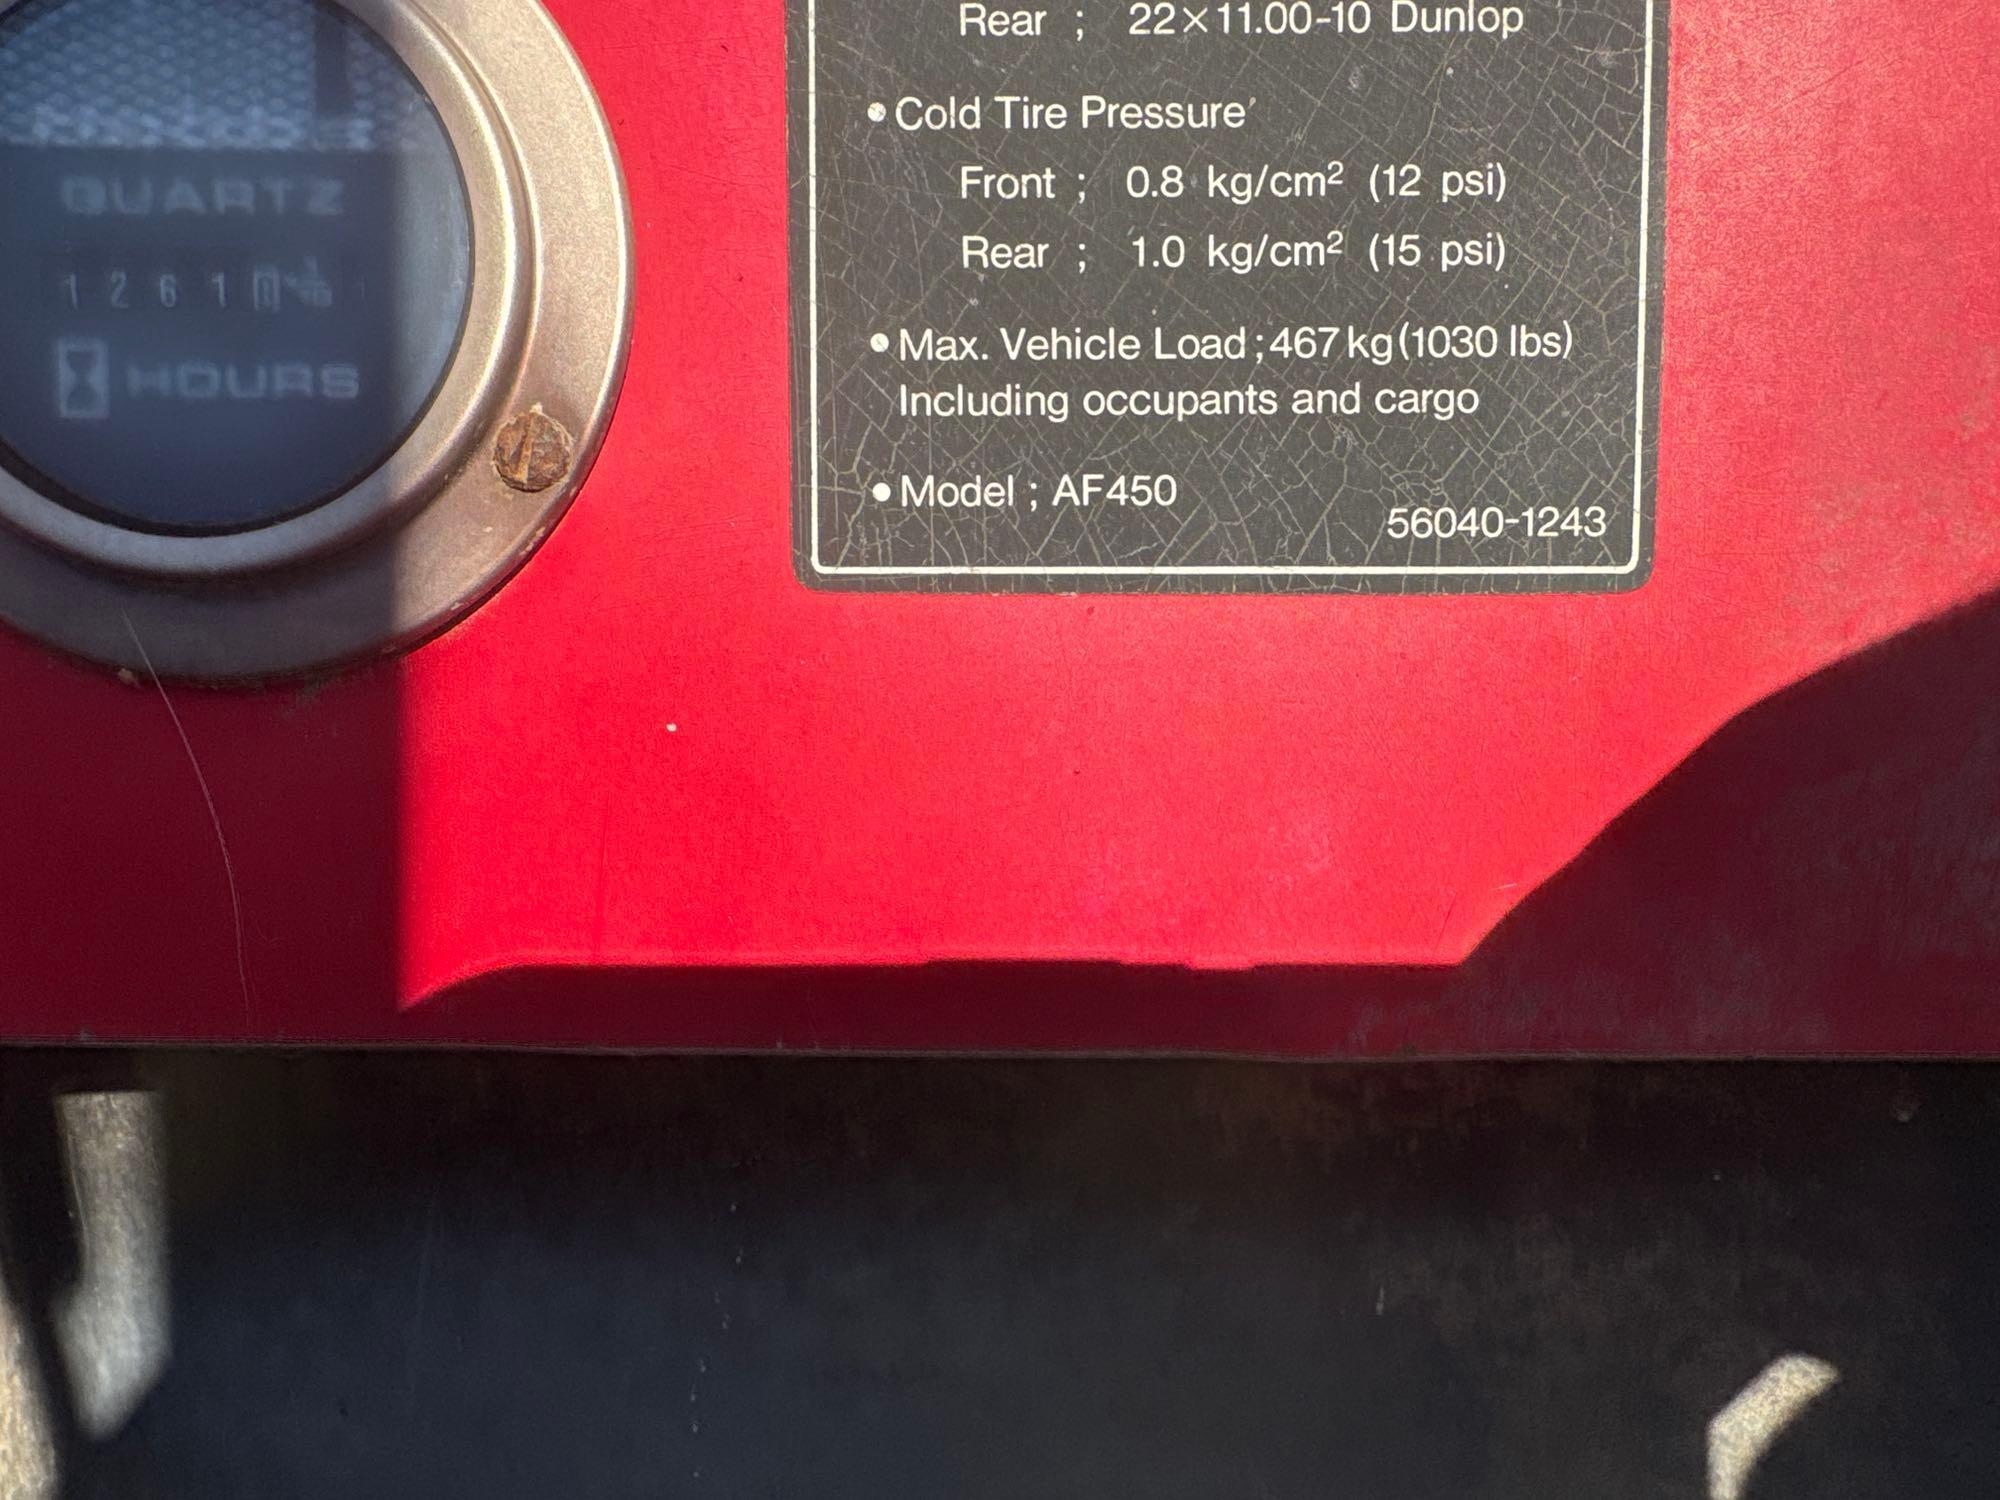 QUARTZ
1 2 6 1
HOURS
Rear ; 22×11.00-10 Dunlop
• Cold Tire Pressure
Front ; 0.8 kg/cm² (12 psi)
Rear ; 1.0 kg/cm² (15 psi)
• Max. Vehicle Load ; 467 kg (1030 lbs)
Including occupants and cargo
• Model ; AF450
56040-1243